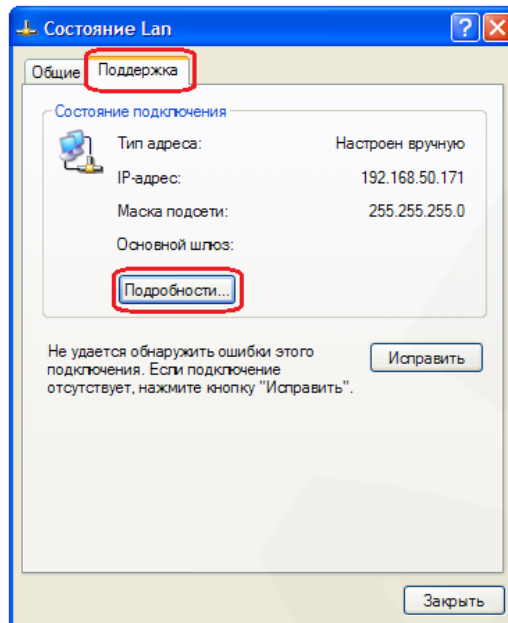 Состояние Lan
Общие Поддержка
Состояние подключения
Тип адреса: Настроен вручную
IP-адрес: 192.168.50.171
Маска подсети: 255.255.255.0
Основной шлюз:
Подробности...
Не удается обнаружить ошибки этого
подключения. Если подключение
отсутствует, нажмите кнопку "Исправить".
Исправить
Закрыть